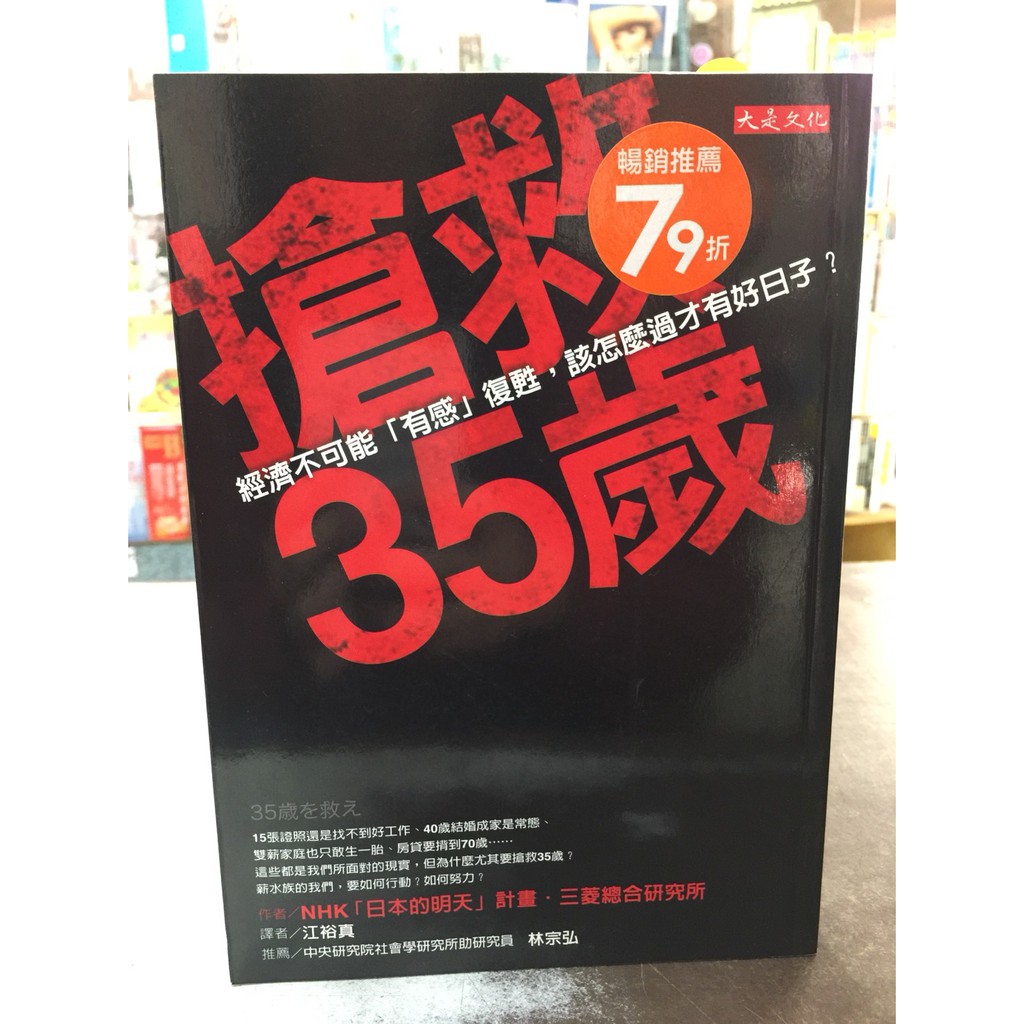 大是文化
搶救
暢銷推薦
79折
經濟不可能「有感」復甦，該怎麼過才有好日子？
35歲
35歳を救え
15張證照還是找不到好工作、40歲結婚成家是常態、
雙薪家庭也只敢生一胎、房貸要揹到70歲⋯⋯
這些都是我們所面對的現實，但為什麼尤其要搶救35歲？
薪水族的我們，要如何行動？如何努力？
作者／NHK「日本的明天」計畫．三菱總合研究所
譯者／江裕真
推薦／中央研究院社會學研究所助研究員 林宗弘